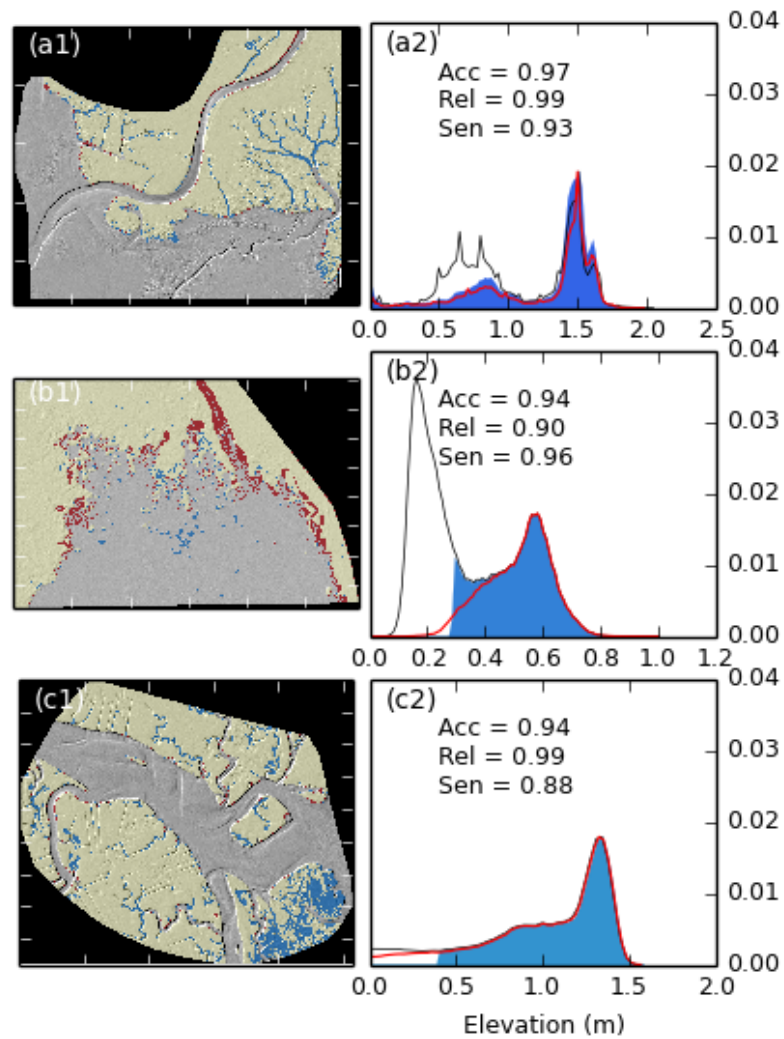 (a1)
(a2)
Acc = 0.97
Rel = 0.99
Sen = 0.93
0.04
0.03
0.02
0.01
0.00
0.0 0.5 1.0 1.5 2.0 2.5
(b1)
(b2)
Acc = 0.94
Rel = 0.90
Sen = 0.96
0.04
0.03
0.02
0.01
0.00
0.0 0.2 0.4 0.6 0.8 1.0 1.2
(c1)
(c2)
Acc = 0.94
Rel = 0.99
Sen = 0.88
0.04
0.03
0.02
0.01
0.00
0.0 0.5 1.0 1.5 2.0
Elevation (m)